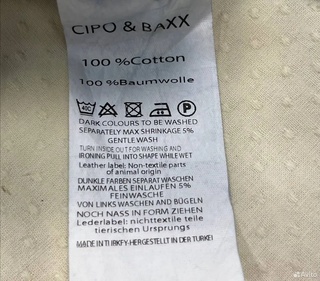 CIPO & BAXX
100 %Cotton
100 %Baumwolle
40C
P
DARK COLOURS TO BE WASHED
SEPARATELY MAX SHRINKAGE 5%
GENTLE WASH
TURN INSIDE OUT FOR WASHING AND
IRONING PULL INTO SHAPE WHILE WET
Leather label: Non-textile parts
of animal origin
DUNKLE FARBEN SEPARAT WASCHEN
MAXIMALES EINLAUFEN 5%
FEINWASCHE
VON LINKS WASCHEN AND BÜGELN
NOCH NASS IN FORM ZIEHEN
Lederlabel: nichttextile teile
tierischen Ursprungs
MADE IN TURKEY-HERGESTELLT IN DER TURKEI
Avito